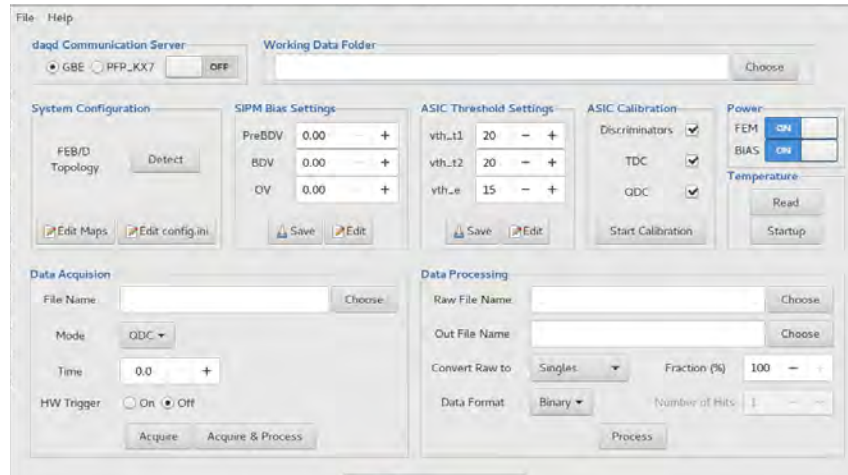 File Help
daqd Communication Server
GBE PFP_KX7 OFF
Working Data Folder
Choose
System Configuration
FEB/D
Topology
Detect
Edit Maps Edit config.ini
SIPM Bias Settings
PreBDV 0.00 - +
BDV 0.00 - +
OV 0.00 - +
Save Edit
ASIC Threshold Settings
vth_t1 20 - +
vth_t2 20 - +
vth_e 15 - +
Save Edit
ASIC Calibration
Discriminators
TDC
QDC
Start Calibration
Power
FEM ON
BIAS ON
Temperature
Read
Startup
Data Acquision
File Name Choose
Mode QDC
Time 0.0 - +
HW Trigger On Off
Acquire Acquire & Process
Data Processing
Raw File Name Choose
Out File Name Choose
Convert Raw to Singles Fraction (%) 100 - +
Data Format Binary Number of Hits 1 - +
Process